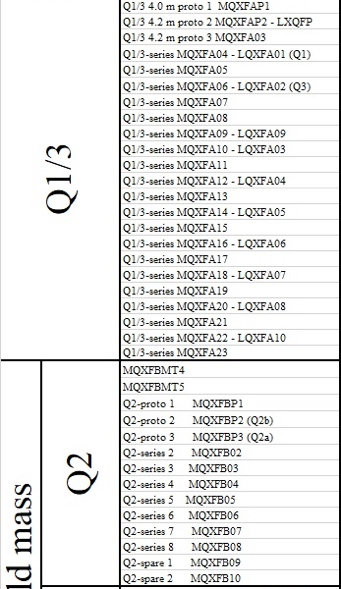 Q1/3
Q1/3 4.0 m proto 1 MQXFAP1
Q1/3 4.2 m proto 2 MQXFAP2 - LXQFP
Q1/3 4.2 m proto 3 MQXFA03
Q1/3-series MQXFA04 - LQXFA01 (Q1)
Q1/3-series MQXFA05
Q1/3-series MQXFA06 - LQXFA02 (Q3)
Q1/3-series MQXFA07
Q1/3-series MQXFA08
Q1/3-series MQXFA09 - LQXFA09
Q1/3-series MQXFA10 - LQXFA03
Q1/3-series MQXFA11
Q1/3-series MQXFA12 - LQXFA04
Q1/3-series MQXFA13
Q1/3-series MQXFA14 - LQXFA05
Q1/3-series MQXFA15
Q1/3-series MQXFA16 - LQXFA06
Q1/3-series MQXFA17
Q1/3-series MQXFA18 - LQXFA07
Q1/3-series MQXFA19
Q1/3-series MQXFA20 - LQXFA08
Q1/3-series MQXFA21
Q1/3-series MQXFA22 - LQXFA10
Q1/3-series MQXFA23
ld mass
Q2
MQXFBMT4
MQXFBMT5
Q2-proto 1 MQXFBP1
Q2-proto 2 MQXFBP2 (Q2b)
Q2-proto 3 MQXFBP3 (Q2a)
Q2-series 2 MQXFB02
Q2-series 3 MQXFB03
Q2-series 4 MQXFB04
Q2-series 5 MQXFB05
Q2-series 6 MQXFB06
Q2-series 7 MQXFB07
Q2-series 8 MQXFB08
Q2-spare 1 MQXFB09
Q2-spare 2 MQXFB10